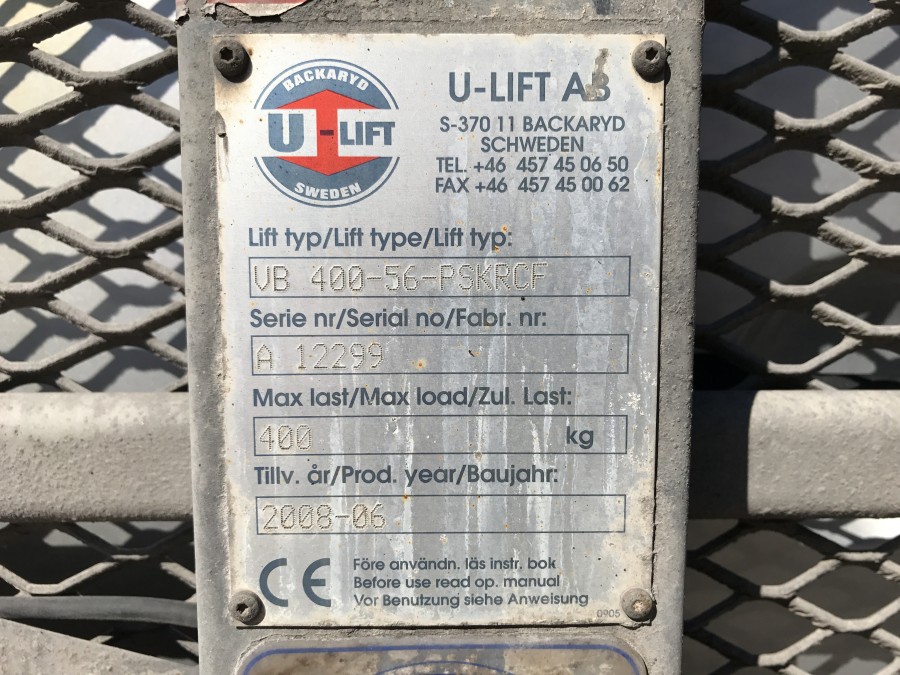 BACKARYD
U-LIFT
SWEDEN
U-LIFT AB
S-370 11 BACKARYD
SCHWEDEN
TEL. +46 457 45 06 50
FAX +46 457 45 00 62
Lift typ/Lift type/Lift typ:
VB 400-56-PSKRCF
Serie nr/Serial no/Fabr. nr:
A 12299
Max last/Max load/Zul. Last:
400 kg
Tillv. år/Prod. year/Baujahr:
2008-06
CE
Före användn. läs instr. bok
Before use read op. manual
Vor Benutzung siehe Anweisung
0905